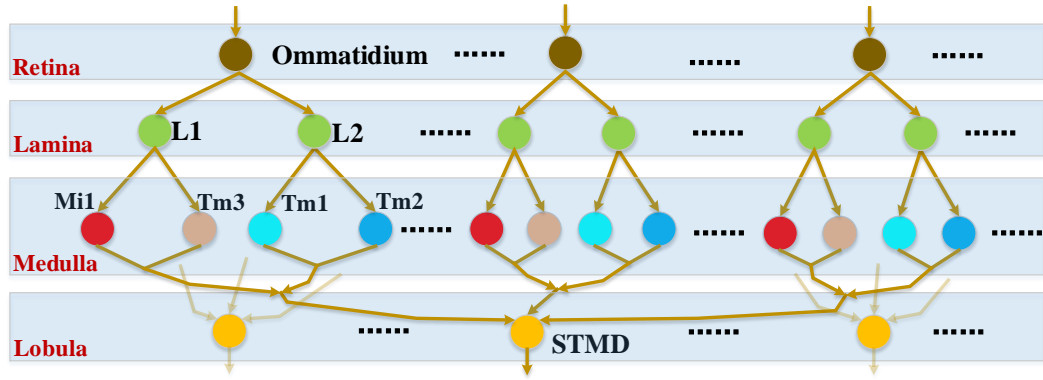 Ommatidium ...... ...... ......
Retina
L1 L2 ...... ...... ......
Lamina
Mi1 Tm3 Tm1 Tm2 ...... ...... ......
Medulla
...... ...... ......
STMD
Lobula